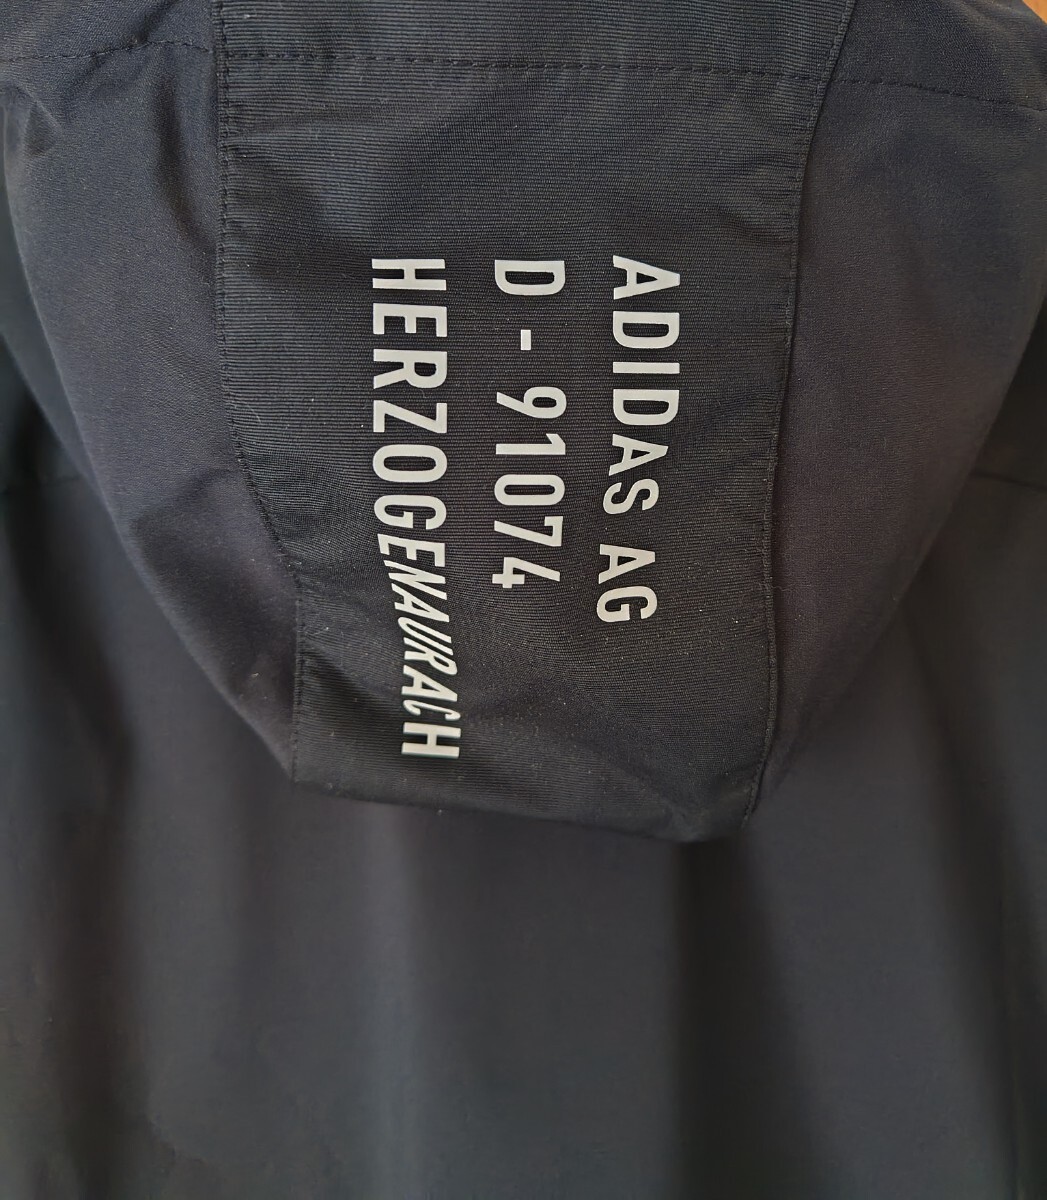 ADIDAS AG
D - 91074
HERZOGENAURACH